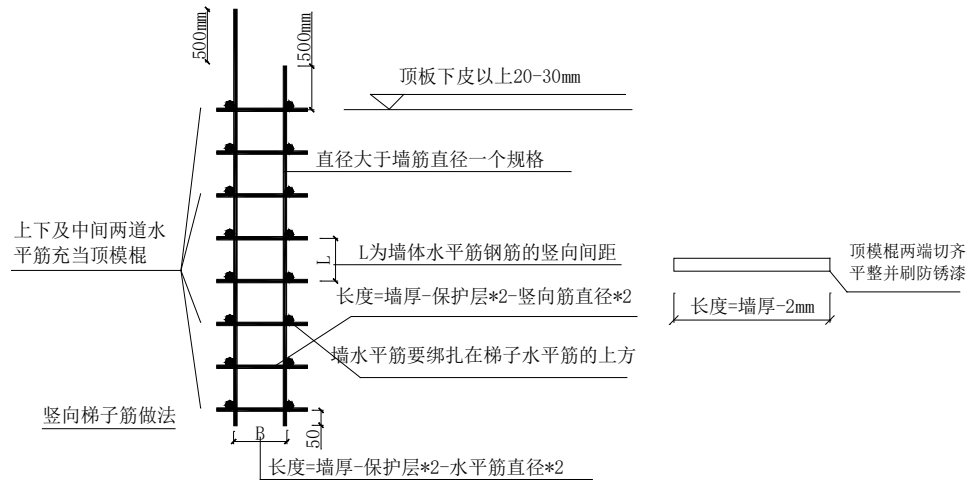 500mm
500mm
顶板下皮以上20-30mm
直径大于墙筋直径一个规格
上下及中间两道水
平筋充当顶模棍
L
L为墙体水平筋钢筋的竖向间距
顶模棍两端切齐
平整并刷防锈漆
长度=墙厚-保护层*2-竖向筋直径*2
长度=墙厚-2mm
墙水平筋要绑扎在梯子水平筋的上方
竖向梯子筋做法
B
50
长度=墙厚-保护层*2-水平筋直径*2